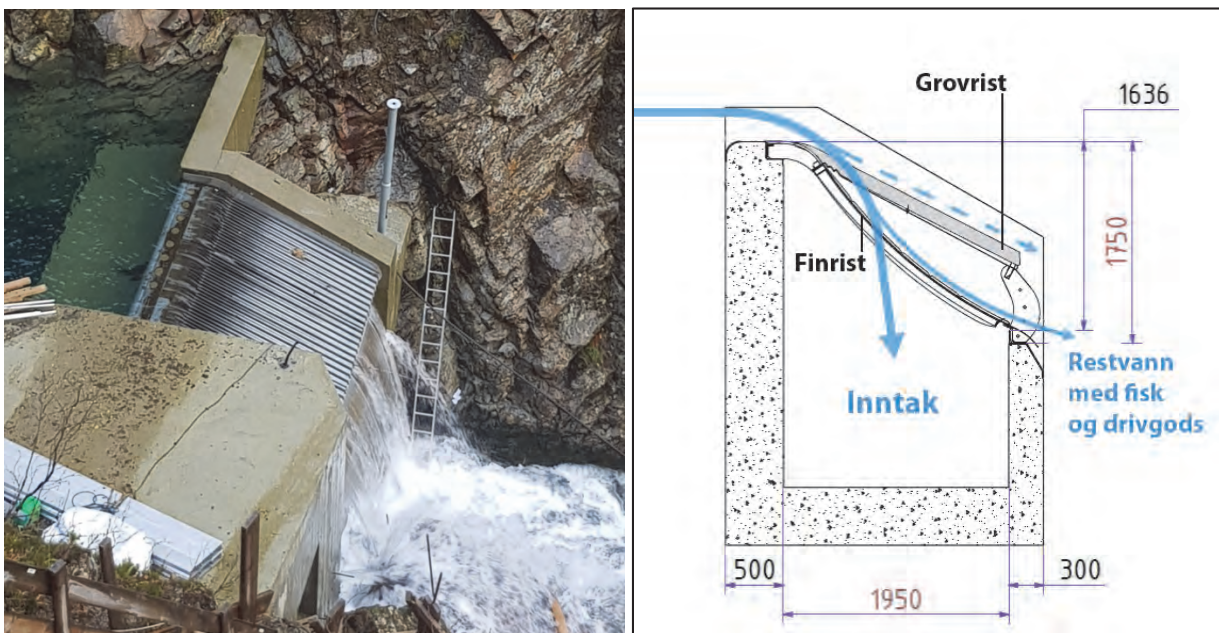 Grovrist
1636
1750
Finrist
Inntak
Restvann
med fisk
og drivgods
500
1950
300